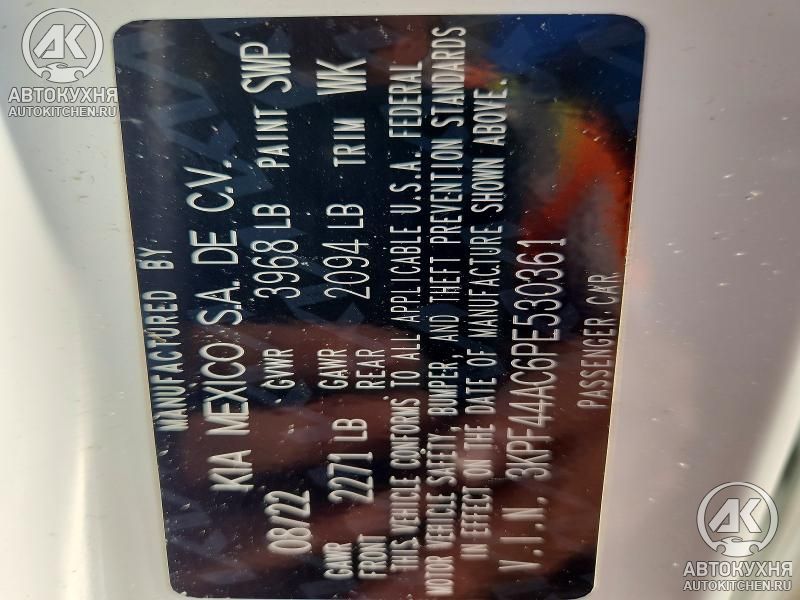 MANUFACTURED BY
KIA MEXICO S.A. DE C.V.
08/22 GVWR 3968 LB PAINT SWP
GAWR FRONT 2271 LB GAWR REAR 2094 LB TRIM WK
THIS VEHICLE CONFORMS TO ALL APPLICABLE U.S.A. FEDERAL
MOTOR VEHICLE SAFETY, BUMPER, AND THEFT PREVENTION STANDARDS
IN EFFECT ON THE DATE OF MANUFACTURE SHOWN ABOVE.
V.I.N. 3KPF44AC6PE530361
PASSENGER CAR
АК
АВТОКУХНЯ
AUTOKITCHEN.RU
АК
АВТОКУХНЯ
AUTOKITCHEN.RU